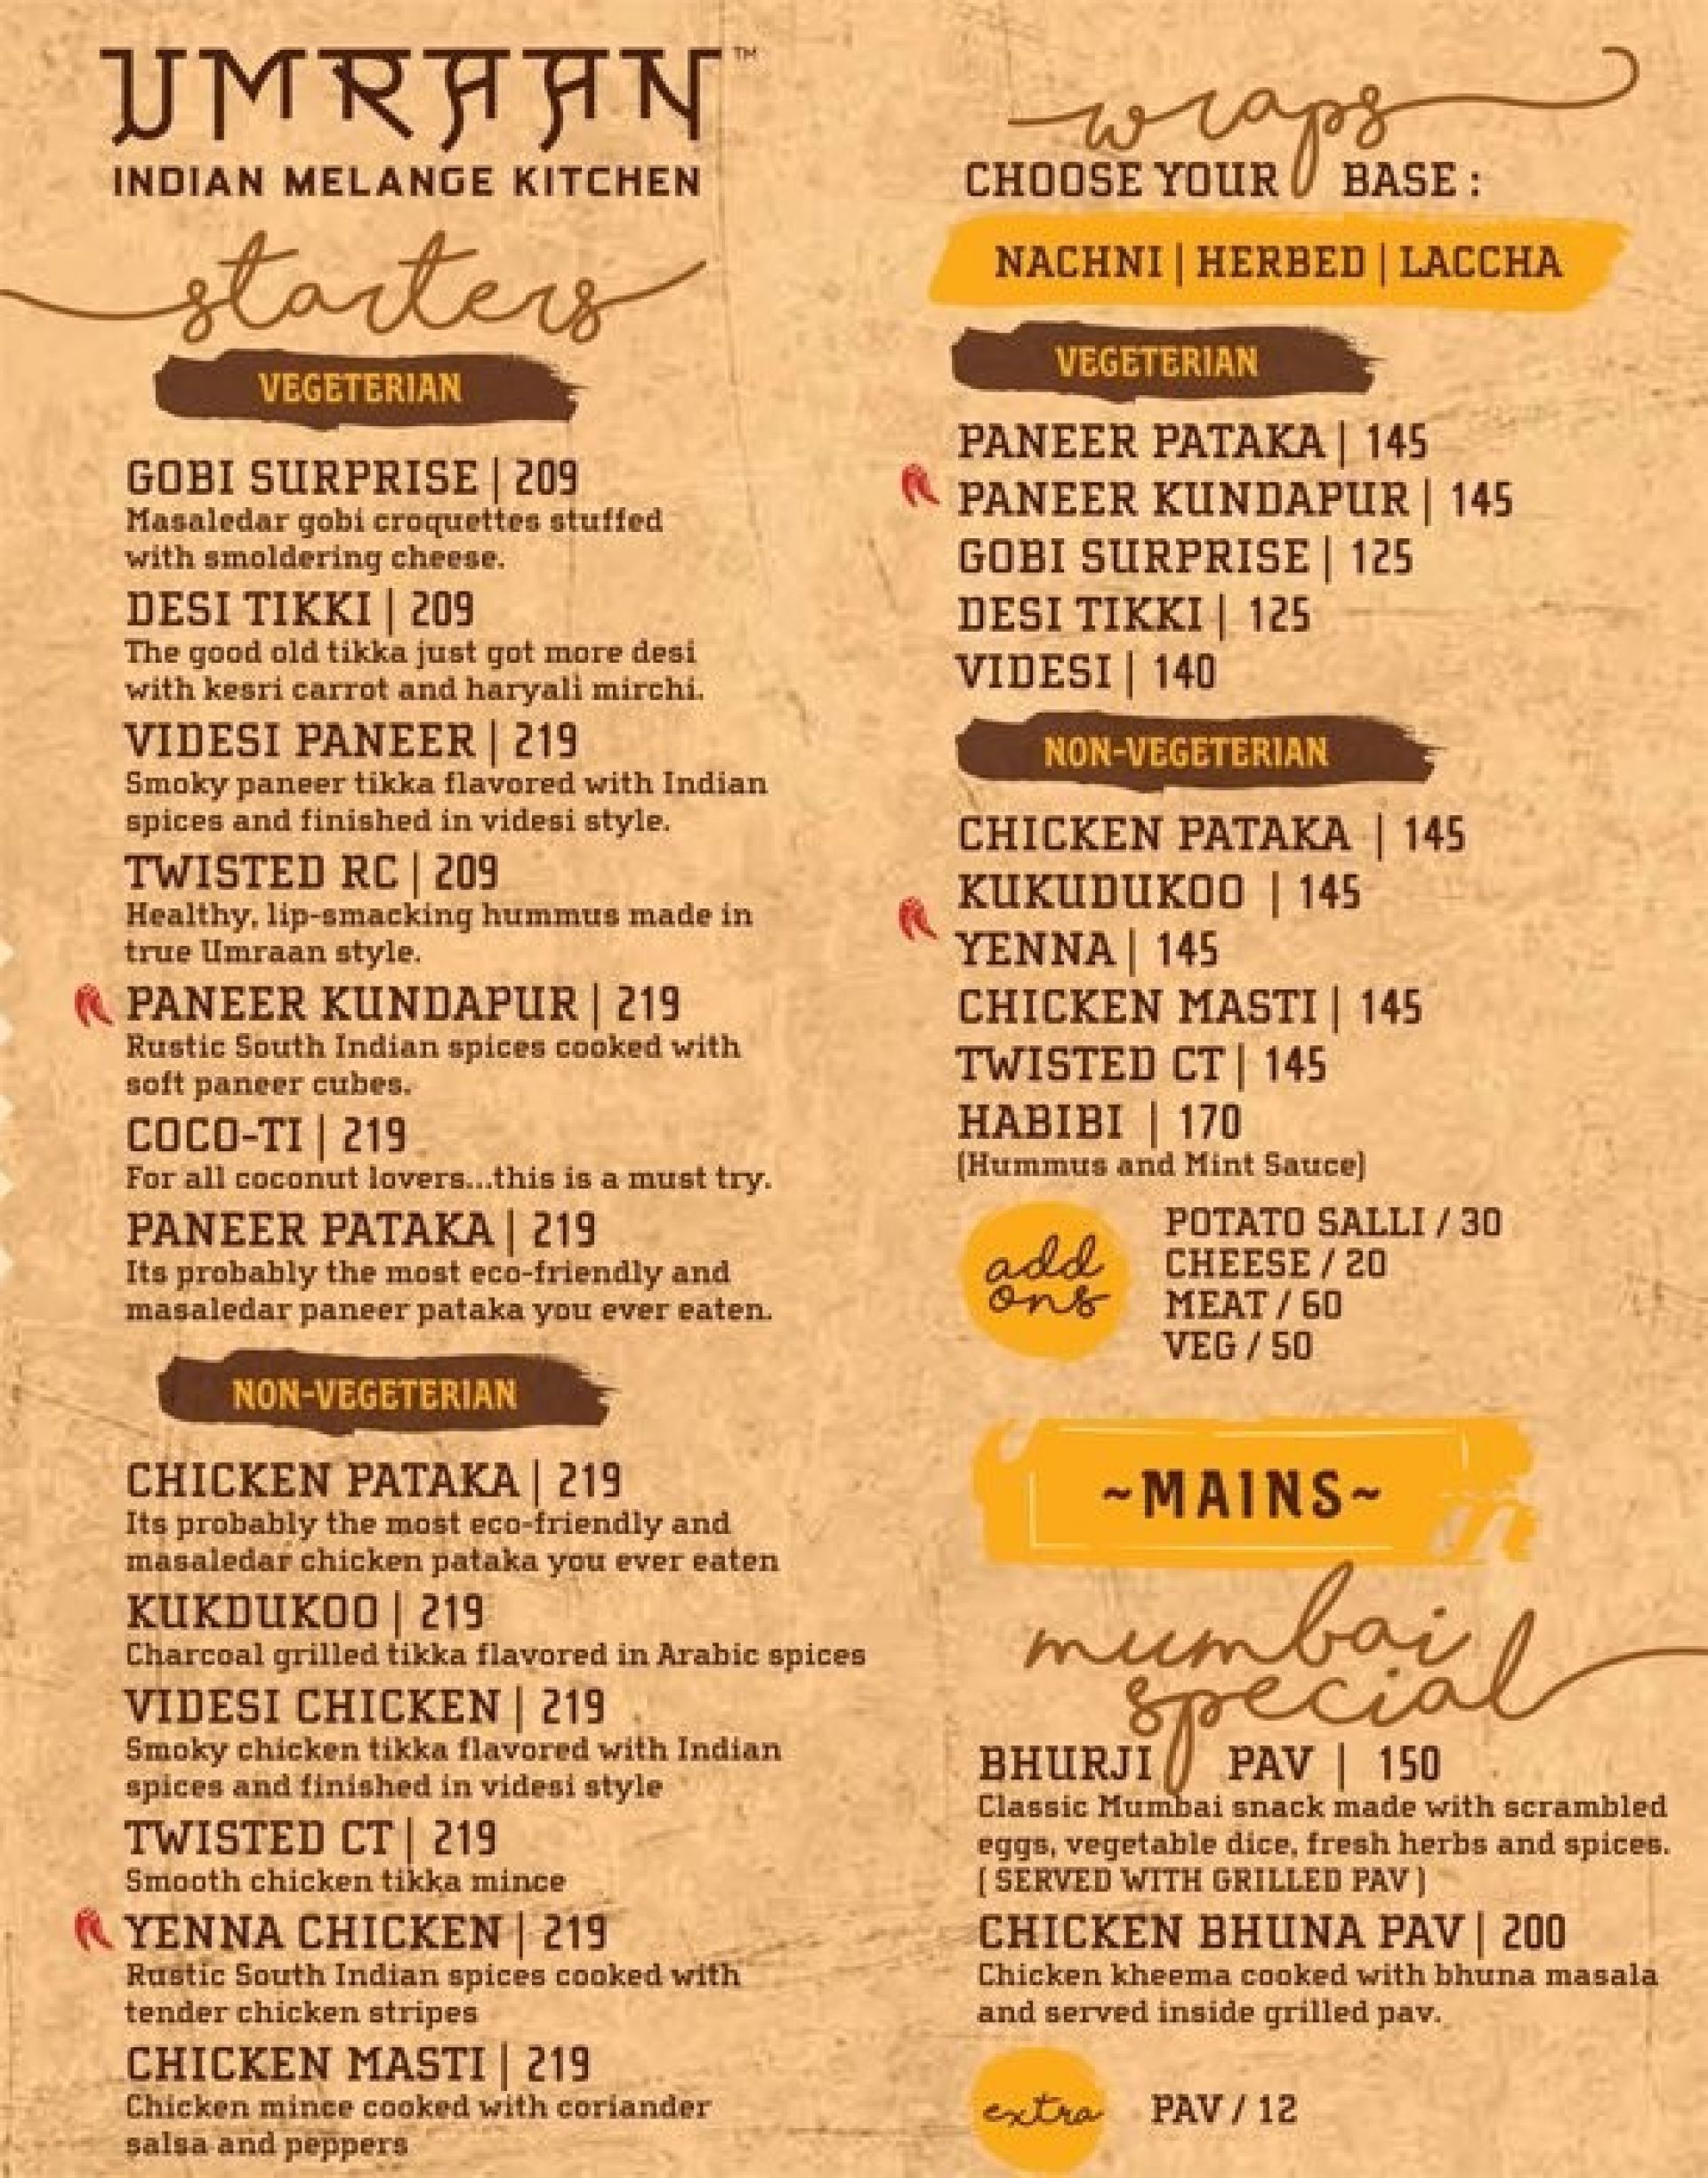 UMRAAN™
INDIAN MELANGE KITCHEN
starters
VEGETERIAN
GOBI SURPRISE | 209
Masaledar gobi croquettes stuffed
with smoldering cheese.
DESI TIKKI | 209
The good old tikka just got more desi
with kesri carrot and haryali mirchi.
VIDESI PANEER | 219
Smoky paneer tikka flavored with Indian
spices and finished in videsi style.
TWISTED RC | 209
Healthy, lip-smacking hummus made in
true Umraan style.
PANEER KUNDAPUR | 219
Rustic South Indian spices cooked with
soft paneer cubes.
COCO-TI | 219
For all coconut lovers...this is a must try.
PANEER PATAKA | 219
Its probably the most eco-friendly and
masaledar paneer pataka you ever eaten.
NON-VEGETERIAN
CHICKEN PATAKA | 219
Its probably the most eco-friendly and
masaledar chicken pataka you ever eaten
KUKDUKOO | 219
Charcoal grilled tikka flavored in Arabic spices
VIDESI CHICKEN | 219
Smoky chicken tikka flavored with Indian
spices and finished in videsi style
TWISTED CT | 219
Smooth chicken tikka mince
YENNA CHICKEN | 219
Rustic South Indian spices cooked with
tender chicken stripes
CHICKEN MASTI | 219
Chicken mince cooked with coriander
salsa and peppers
wraps
CHOOSE YOUR BASE :
NACHNI | HERBED | LACCHA
VEGETERIAN
PANEER PATAKA | 145
PANEER KUNDAPUR | 145
GOBI SURPRISE | 125
DESI TIKKI | 125
VIDESI | 140
NON-VEGETERIAN
CHICKEN PATAKA | 145
KUKUDUKOO | 145
YENNA | 145
CHICKEN MASTI | 145
TWISTED CT | 145
HABIBI | 170
(Hummus and Mint Sauce)
add
ons
POTATO SALLI / 30
CHEESE / 20
MEAT / 60
VEG / 50
~MAINS~
mumbai
special
BHURJI PAV | 150
Classic Mumbai snack made with scrambled
eggs, vegetable dice, fresh herbs and spices.
( SERVED WITH GRILLED PAV )
CHICKEN BHUNA PAV | 200
Chicken kheema cooked with bhuna masala
and served inside grilled pav.
extra
PAV / 12